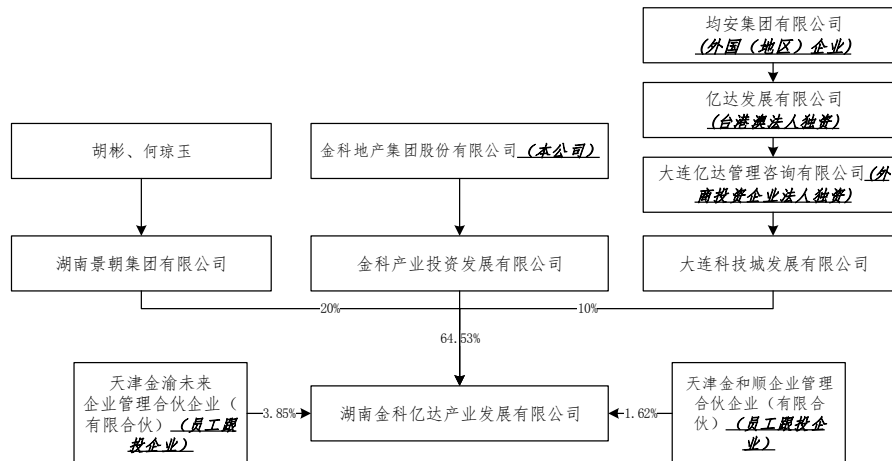 均安集团有限公司
(外国（地区）企业)
亿达发展有限公司
(台港澳法人独资)
胡彬、何琼玉
金科地产集团股份有限公司（本公司）
大连亿达管理咨询有限公司(外
商投资企业法人独资)
湖南景朝集团有限公司
金科产业投资发展有限公司
大连科技城发展有限公司
20%
10%
64.53%
天津金渝未来
企业管理合伙企业（
有限合伙）（员工跟
投企业）
3.85%
湖南金科亿达产业发展有限公司
1.62%
天津金和顺企业管理
合伙企业（有限合
伙）（员工跟投企
业）